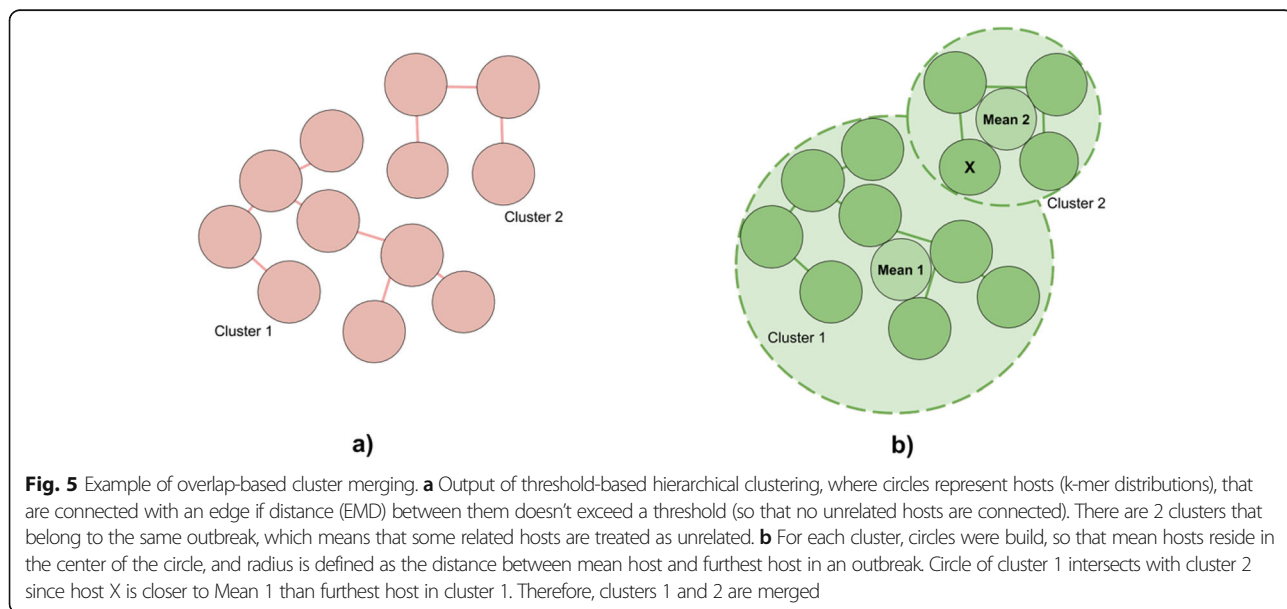 Cluster 2
Cluster 1
a)
Mean 2
X
Cluster 2
Mean 1
Cluster 1
b)
Fig. 5 Example of overlap-based cluster merging. a Output of threshold-based hierarchical clustering, where circles represent hosts (k-mer distributions), that
are connected with an edge if distance (EMD) between them doesn't exceed a threshold (so that no unrelated hosts are connected). There are 2 clusters that
belong to the same outbreak, which means that some related hosts are treated as unrelated. b For each cluster, circles were build, so that mean hosts reside in
the center of the circle, and radius is defined as the distance between mean host and furthest host in an outbreak. Circle of cluster 1 intersects with cluster 2
since host X is closer to Mean 1 than furthest host in cluster 1. Therefore, clusters 1 and 2 are merged